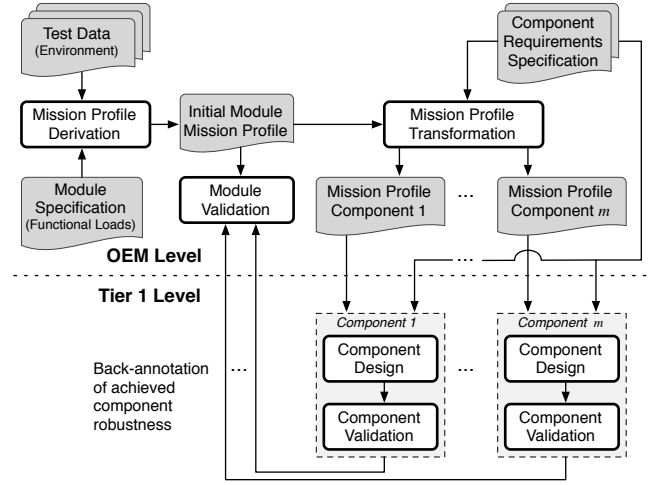 Test Data
(Environment)
Component
Requirements
Specification
Mission Profile
Derivation
Initial Module
Mission Profile
Mission Profile
Transformation
Module
Specification
(Functional Loads)
Module
Validation
Mission Profile
Component 1
...
Mission Profile
Component m
OEM Level
...
Tier 1 Level
Component 1
Component m
Back-annotation
of achieved
component
robustness
...
Component
Design
...
Component
Design
Component
Validation
Component
Validation